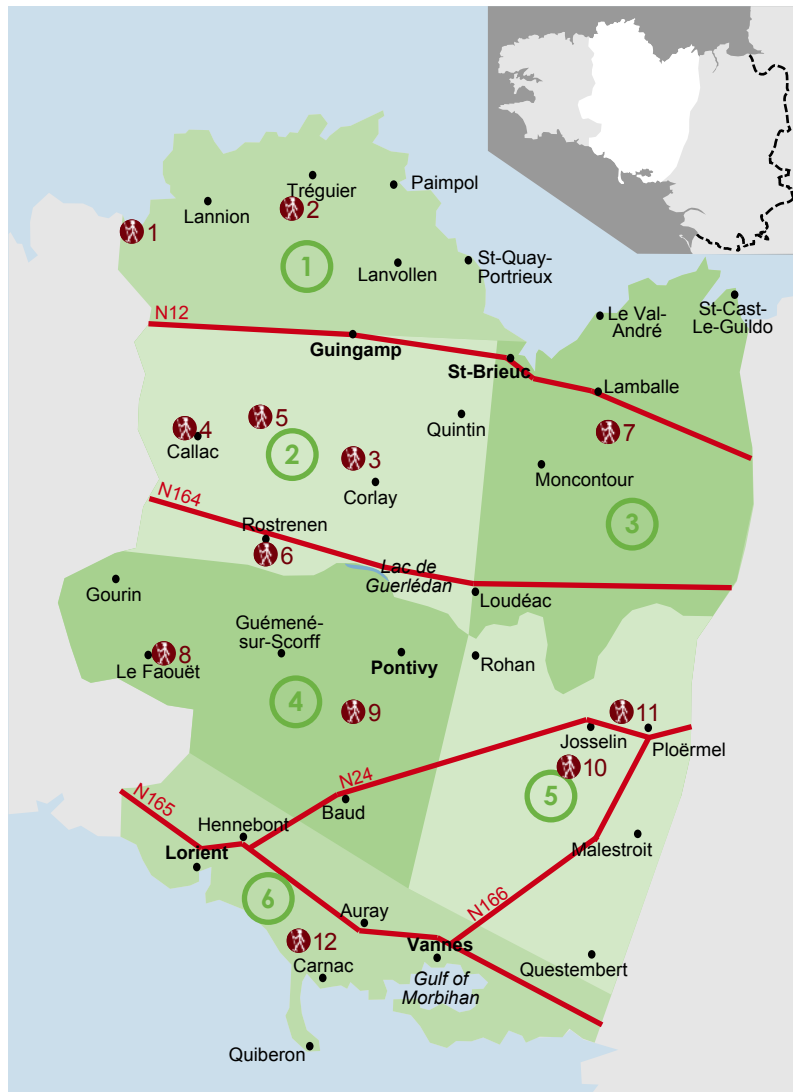 Tréguier
Paimpol
Lannion
2
1
1
Lanvollen
St-Quay-
Portrieux
St-Cast-
Le-Guildo
Le Val-
André
N12
Guingamp
St-Brieuc
Lamballe
4
5
Quintin
7
Callac
2
3
Moncontour
Corlay
N164
3
Rostrenen
6
Lac de
Guerlédan
Gourin
Loudéac
Guémené-
sur-Scorff
8
Le Faouët
Pontivy
Rohan
4
9
11
Josselin
Ploërmel
10
N24
5
N165
Baud
Hennebont
Lorient
Malestroit
6
Auray
N166
12
Vannes
Carnac
Gulf of
Morbihan
Questembert
Quiberon